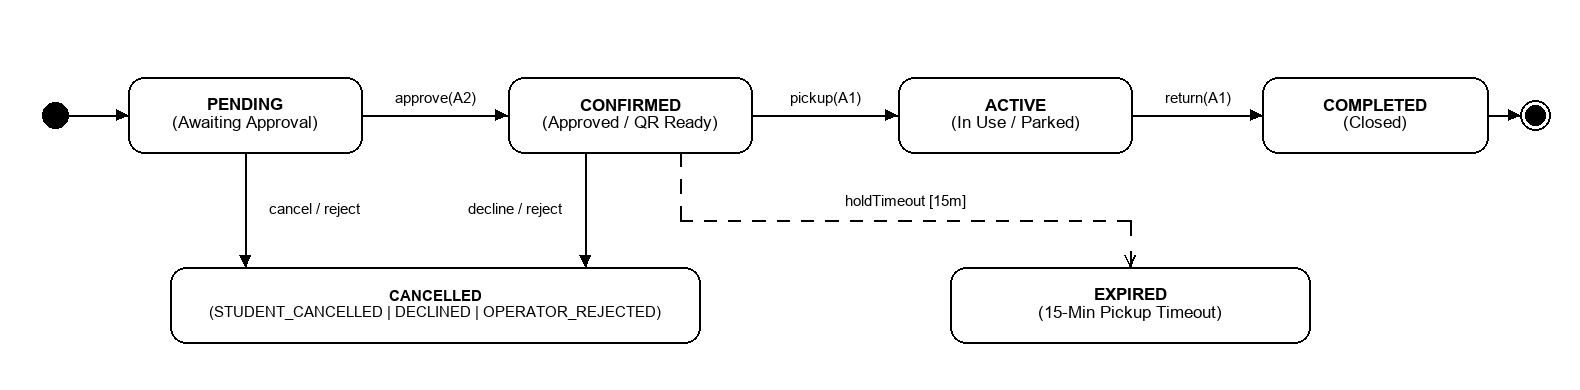 PENDING
(Awaiting Approval)
approve(A2)
CONFIRMED
(Approved / QR Ready)
pickup(A1)
ACTIVE
(In Use / Parked)
return(A1)
COMPLETED
(Closed)
cancel / reject
decline / reject
holdTimeout [15m]
CANCELLED
(STUDENT_CANCELLED | DECLINED | OPERATOR_REJECTED)
EXPIRED
(15-Min Pickup Timeout)